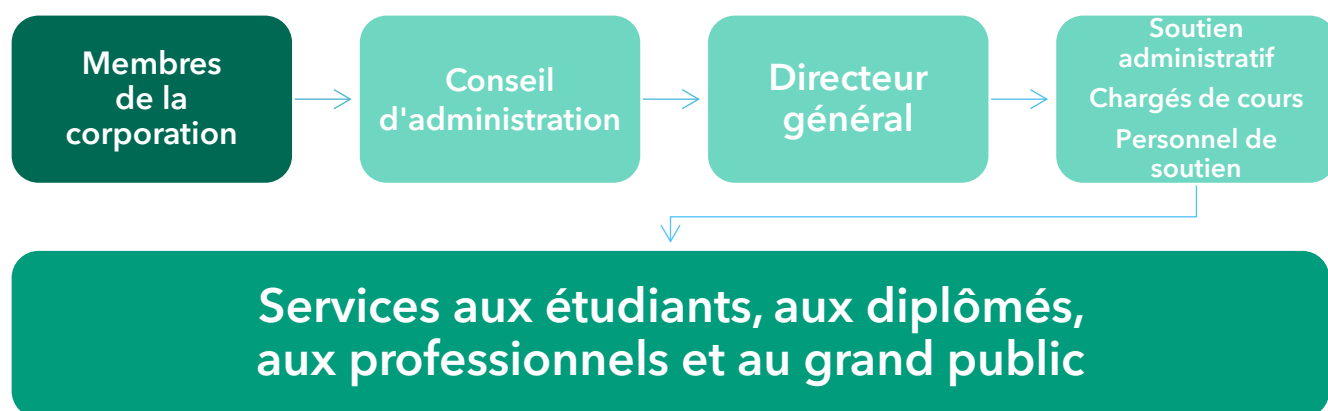 Membres
de la
corporation
Conseil
d'administration
Directeur
général
Soutien
administratif
Chargés de cours
Personnel de
soutien
Services aux étudiants, aux diplômés,
aux professionnels et au grand public